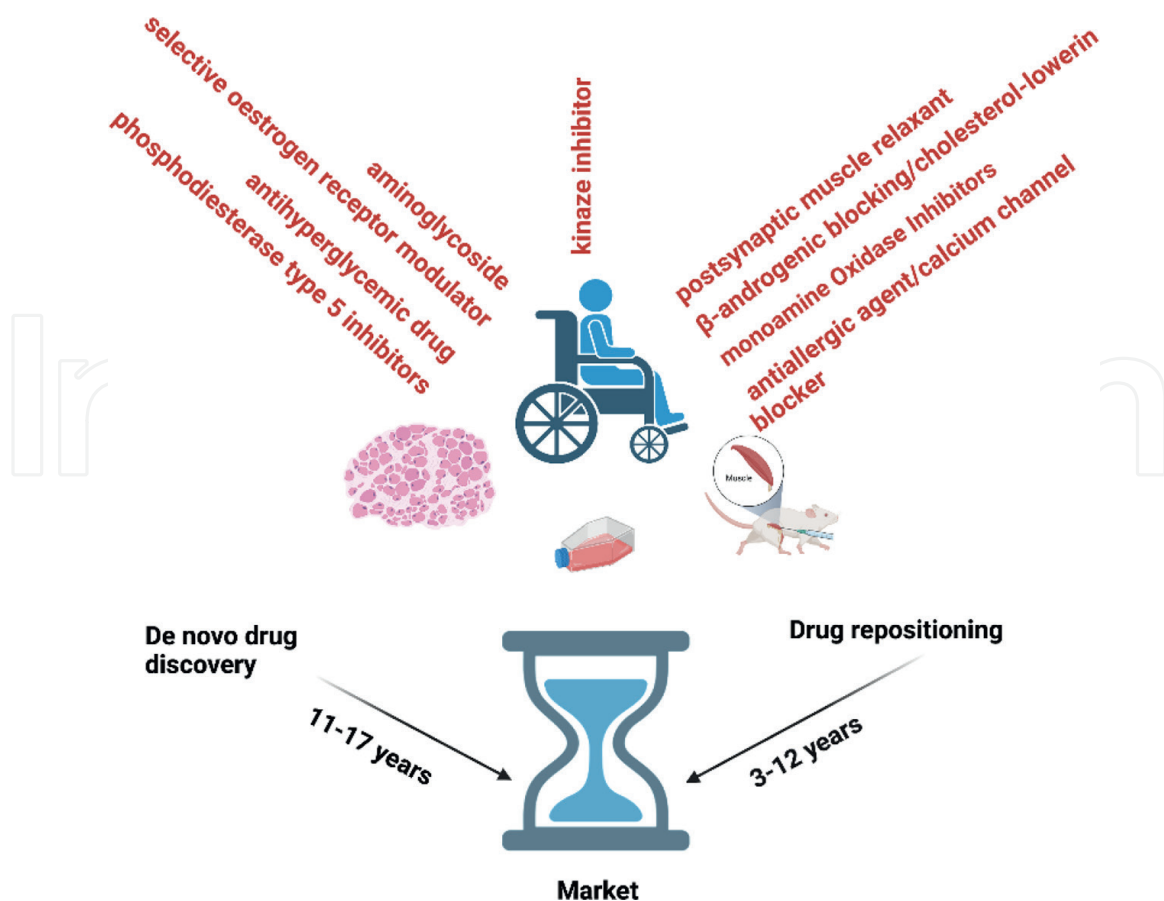 selective oestrogen receptor modulator
phosphodiesterase type 5 inhibitors
antihyperglycemic drug
aminoglycoside
kinaze inhibitor
postsynaptic muscle relaxant
β-androgenic blocking/cholesterol-lowerin
monoamine Oxidase Inhibitors
antiallergic agent/calcium channel
blocker
Muscle
De novo drug
discovery
11-17 years
Drug repositioning
3-12 years
Market